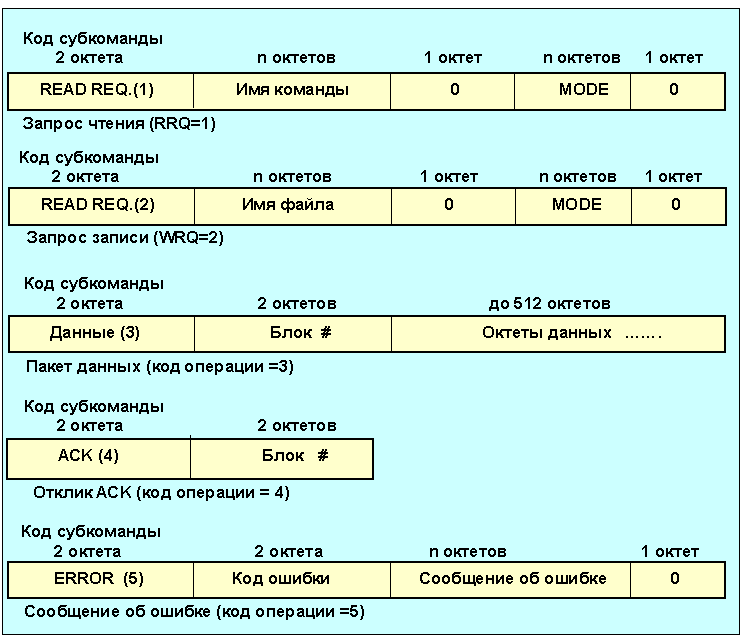 Код субкоманды
2 октета n октетов 1 октет n октетов 1 октет
READ REQ.(1) Имя команды 0 MODE 0
Запрос чтения (RRQ=1)
Код субкоманды
2 октета n октетов 1 октет n октетов 1 октет
READ REQ.(2) Имя файла 0 MODE 0
Запрос записи (WRQ=2)
Код субкоманды
2 октета 2 октетов до 512 октетов
Данные (3) Блок # Октеты данных .......
Пакет данных (код операции =3)
Код субкоманды
2 октета 2 октетов
ACK (4) Блок #
Отклик ACK (код операции = 4)
Код субкоманды
2 октета 2 октета n октетов 1 октет
ERROR (5) Код ошибки Сообщение об ошибке 0
Сообщение об ошибке (код операции =5)